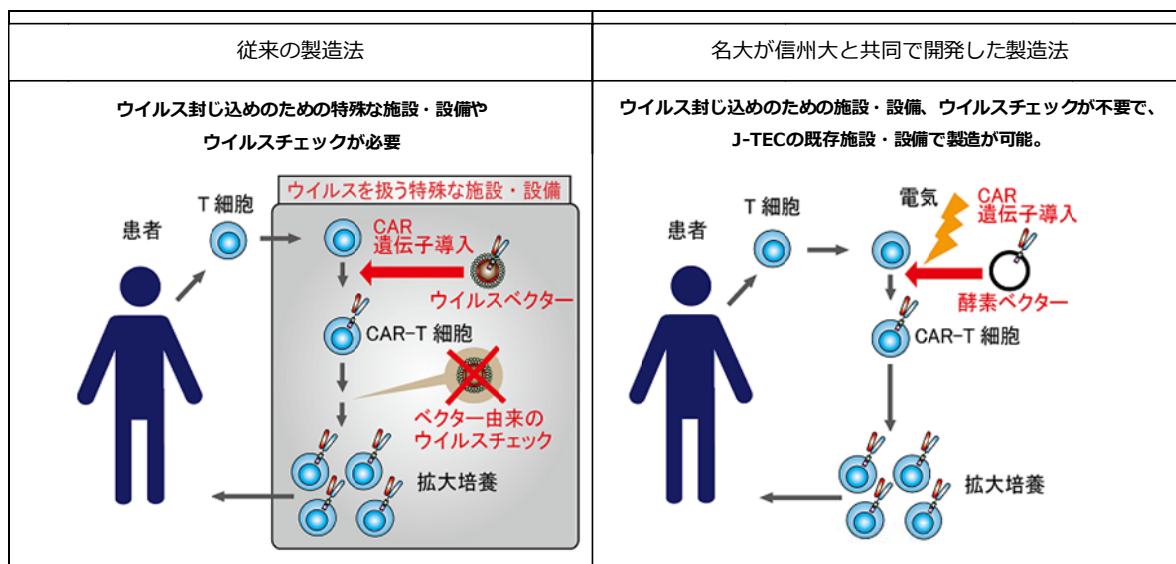 従来の製造法
名大が信州大と共同で開発した製造法
ウイルス封じ込めのための特殊な施設・設備や
ウイルスチェックが必要
ウイルスを扱う特殊な施設・設備
T 細胞
患者
CAR
遺伝子導入
ウイルスベクター
CAR-T 細胞
ベクター由来の
ウイルスチェック
拡大培養
ウイルス封じ込めのための施設・設備、ウイルスチェックが不要で、
J-TECの既存施設・設備で製造が可能。
電気
CAR
遺伝子導入
T 細胞
患者
酵素ベクター
CAR-T 細胞
拡大培養